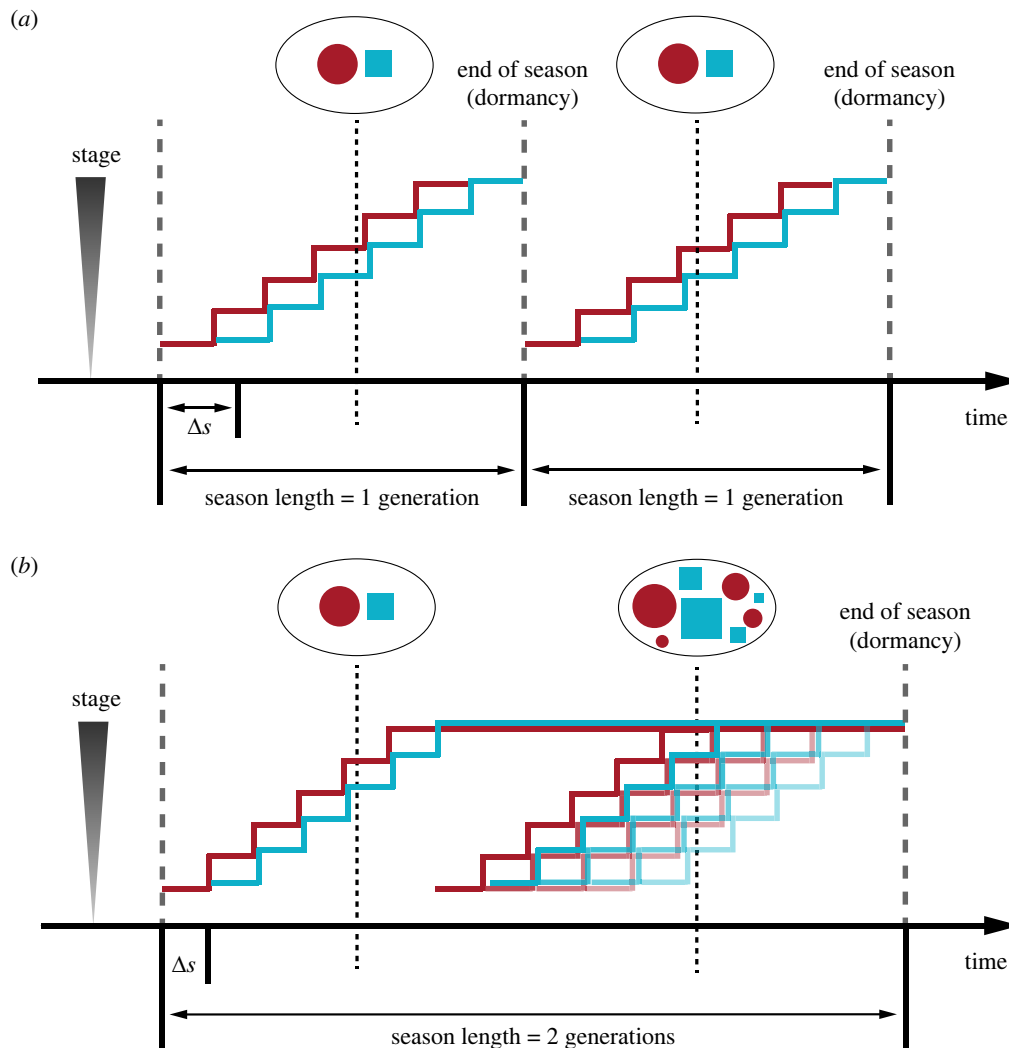 (a)
end of season
(dormancy)
end of season
(dormancy)
stage
time
Δs
season length = 1 generation
season length = 1 generation
(b)
end of season
(dormancy)
stage
time
Δs
season length = 2 generations